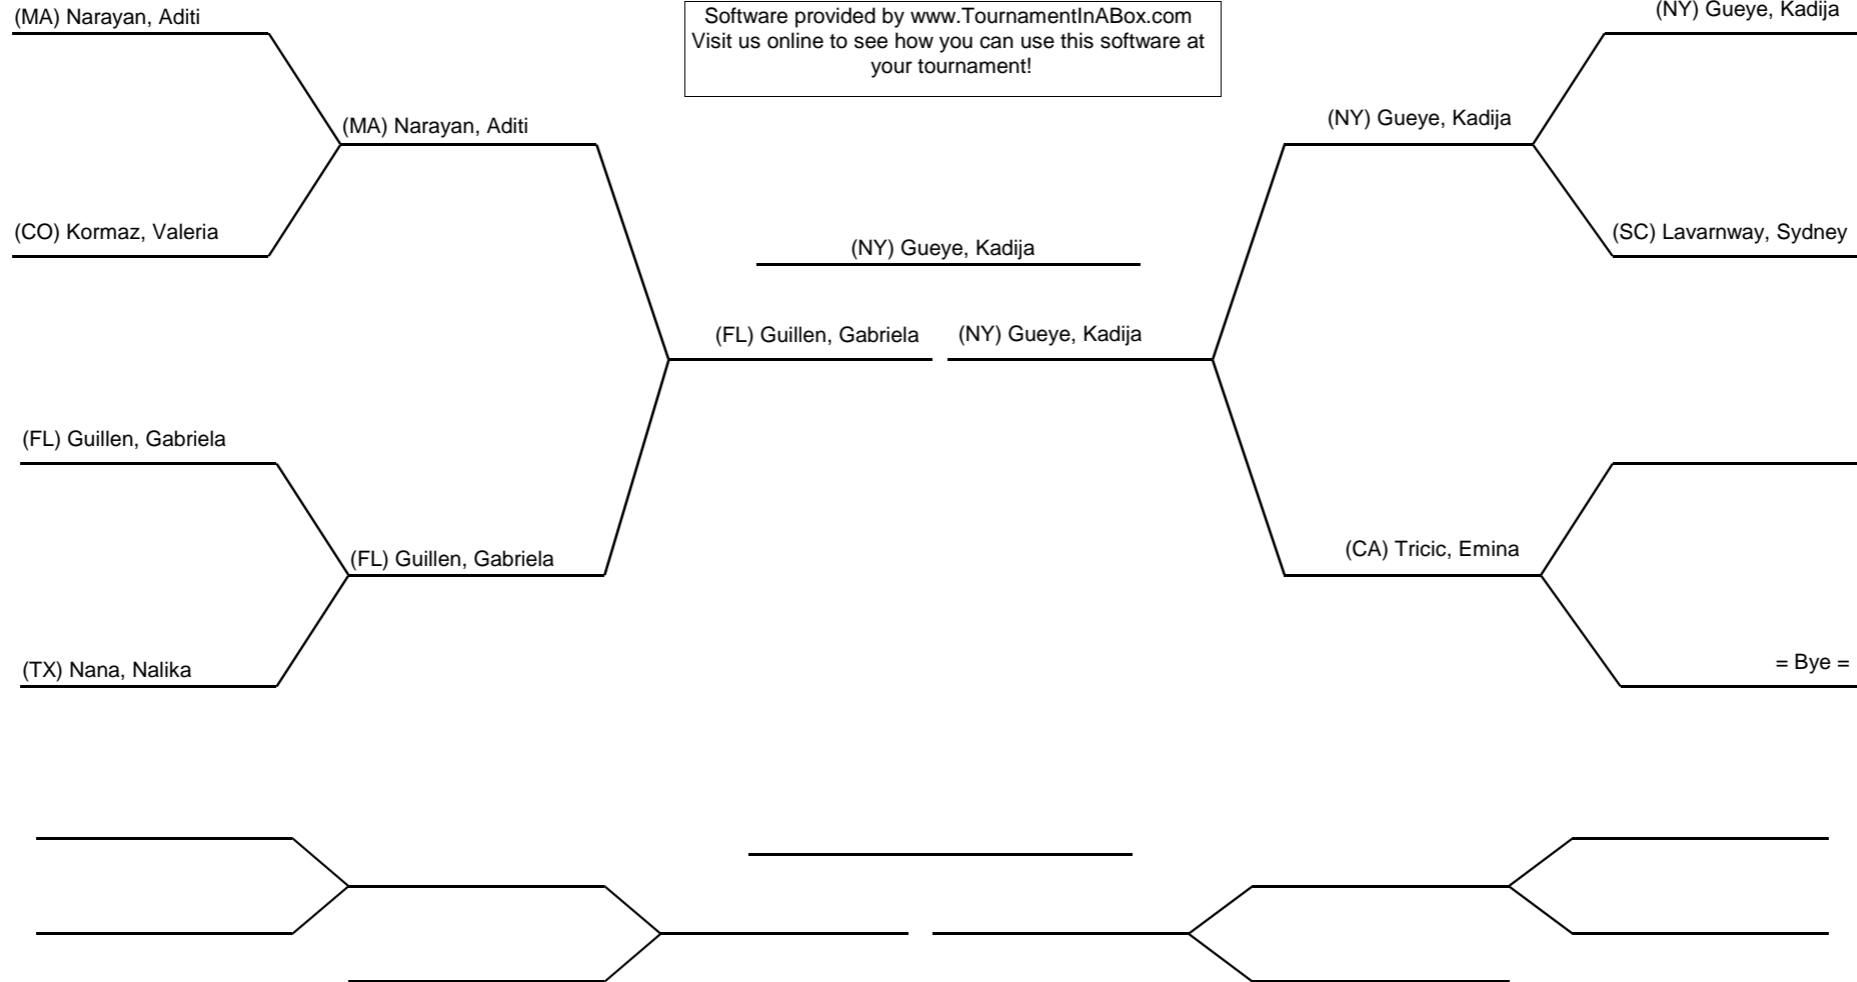 (MA) Narayan, Aditi
Software provided by www.TournamentInABox.com
Visit us online to see how you can use this software at
your tournament!
(NY) Gueye, Kadija
(MA) Narayan, Aditi
(NY) Gueye, Kadija
(CO) Kormaz, Valeria
(NY) Gueye, Kadija
(SC) Lavarnway, Sydney
(FL) Guillen, Gabriela
(NY) Gueye, Kadija
(FL) Guillen, Gabriela
(FL) Guillen, Gabriela
(CA) Tricic, Emina
(TX) Nana, Nalika
= Bye =